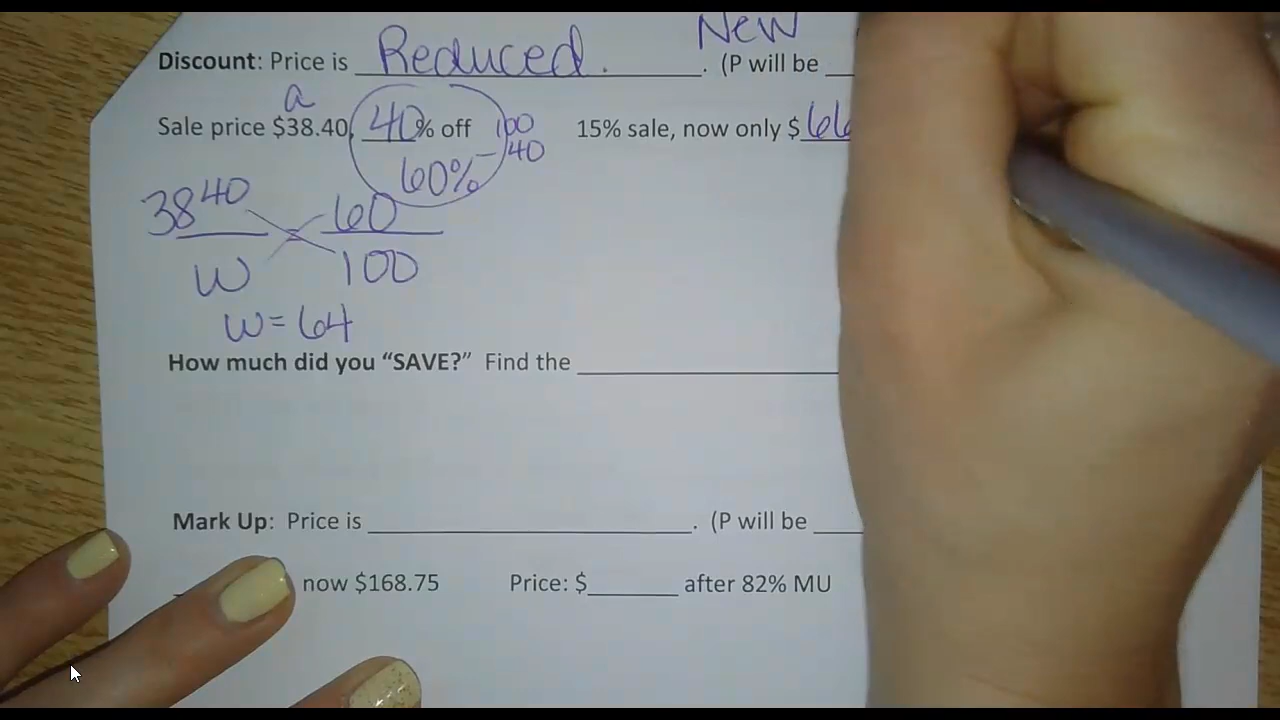 New
Discount: Price is Reduced. . (P will be
a
Sale price $38.40, 40% off 100 15% sale, now only $66
60% -40
38 40 = 60
w 100
w = 64
How much did you “SAVE?” Find the
Mark Up: Price is . (P will be
now $168.75 Price: $ after 82% MU